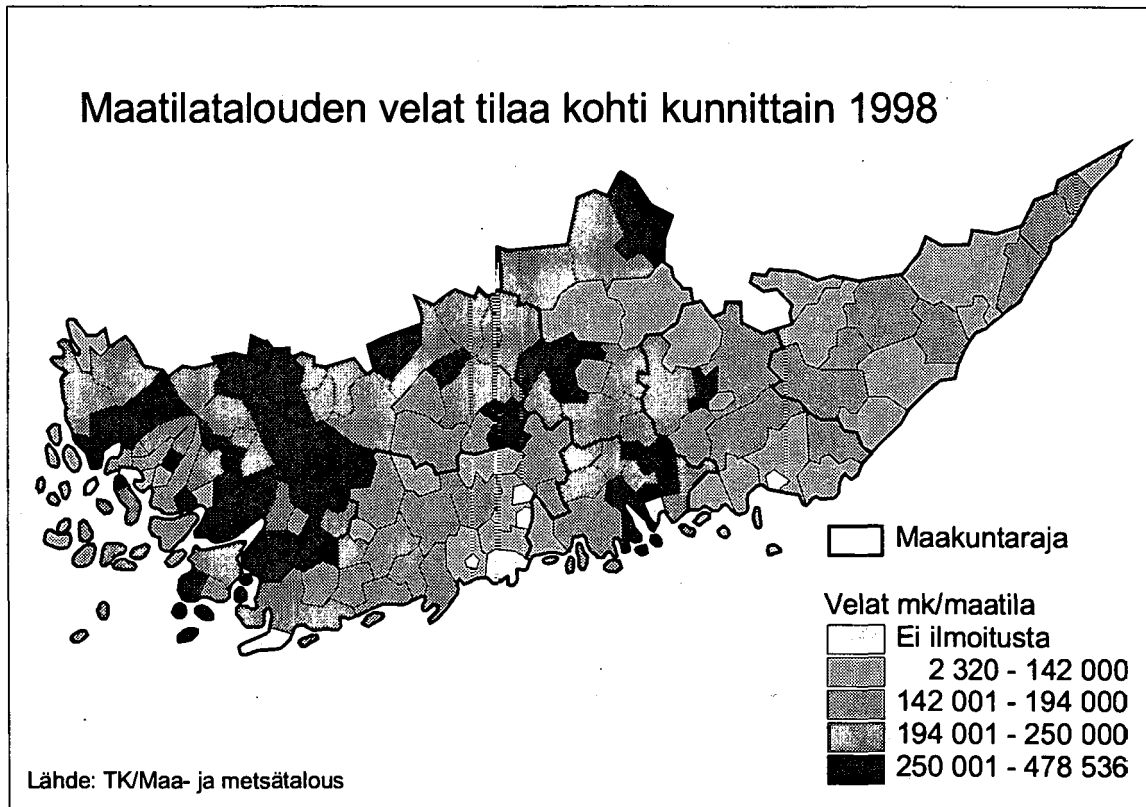 Maatilatalouden velat tilaa kohti kunnittain 1998
Maakuntaraja
Velat mk/maatila
Ei ilmoitusta
2 320 - 142 000
142 001 - 194 000
194 001 - 250 000
250 001 - 478 536
Lähde: TK/Maa- ja metsätalous